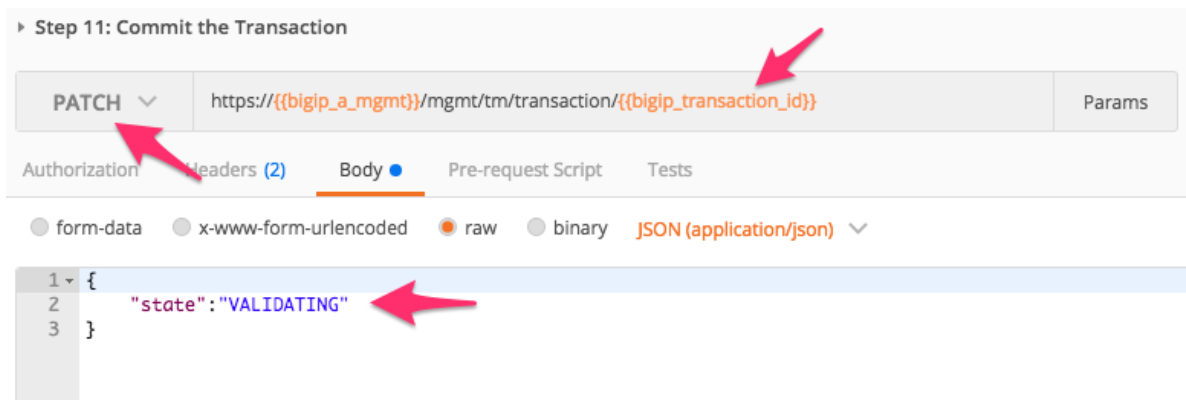 Step 11: Commit the Transaction
PATCH https://{{bigip_a_mgmt}}/mgmt/tm/transaction/{{bigip_transaction_id}} Params
Authorization Headers (2) Body Pre-request Script Tests
form-data x-www-form-urlencoded raw binary JSON (application/json)
1 {
2 "state":"VALIDATING"
3 }